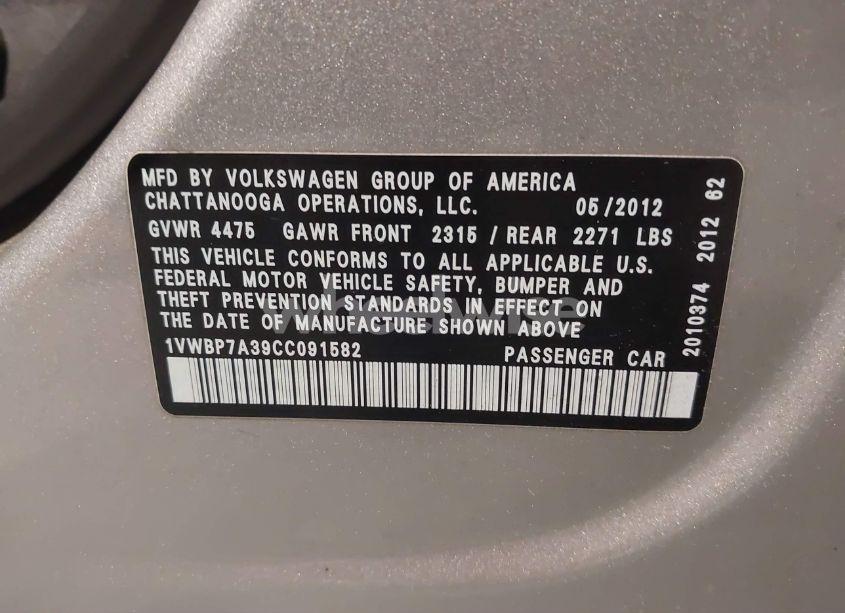 MFD BY VOLKSWAGEN GROUP OF AMERICA
CHATTANOOGA OPERATIONS, LLC. 05/2012
GVWR 4475 GAWR FRONT 2315 / REAR 2271 LBS
THIS VEHICLE CONFORMS TO ALL APPLICABLE U.S.
FEDERAL MOTOR VEHICLE SAFETY, BUMPER AND
THEFT PREVENTION STANDARDS IN EFFECT ON
THE DATE OF MANUFACTURE SHOWN ABOVE
1VWBP7A39CC091582 PASSENGER CAR
2010374 2012 62